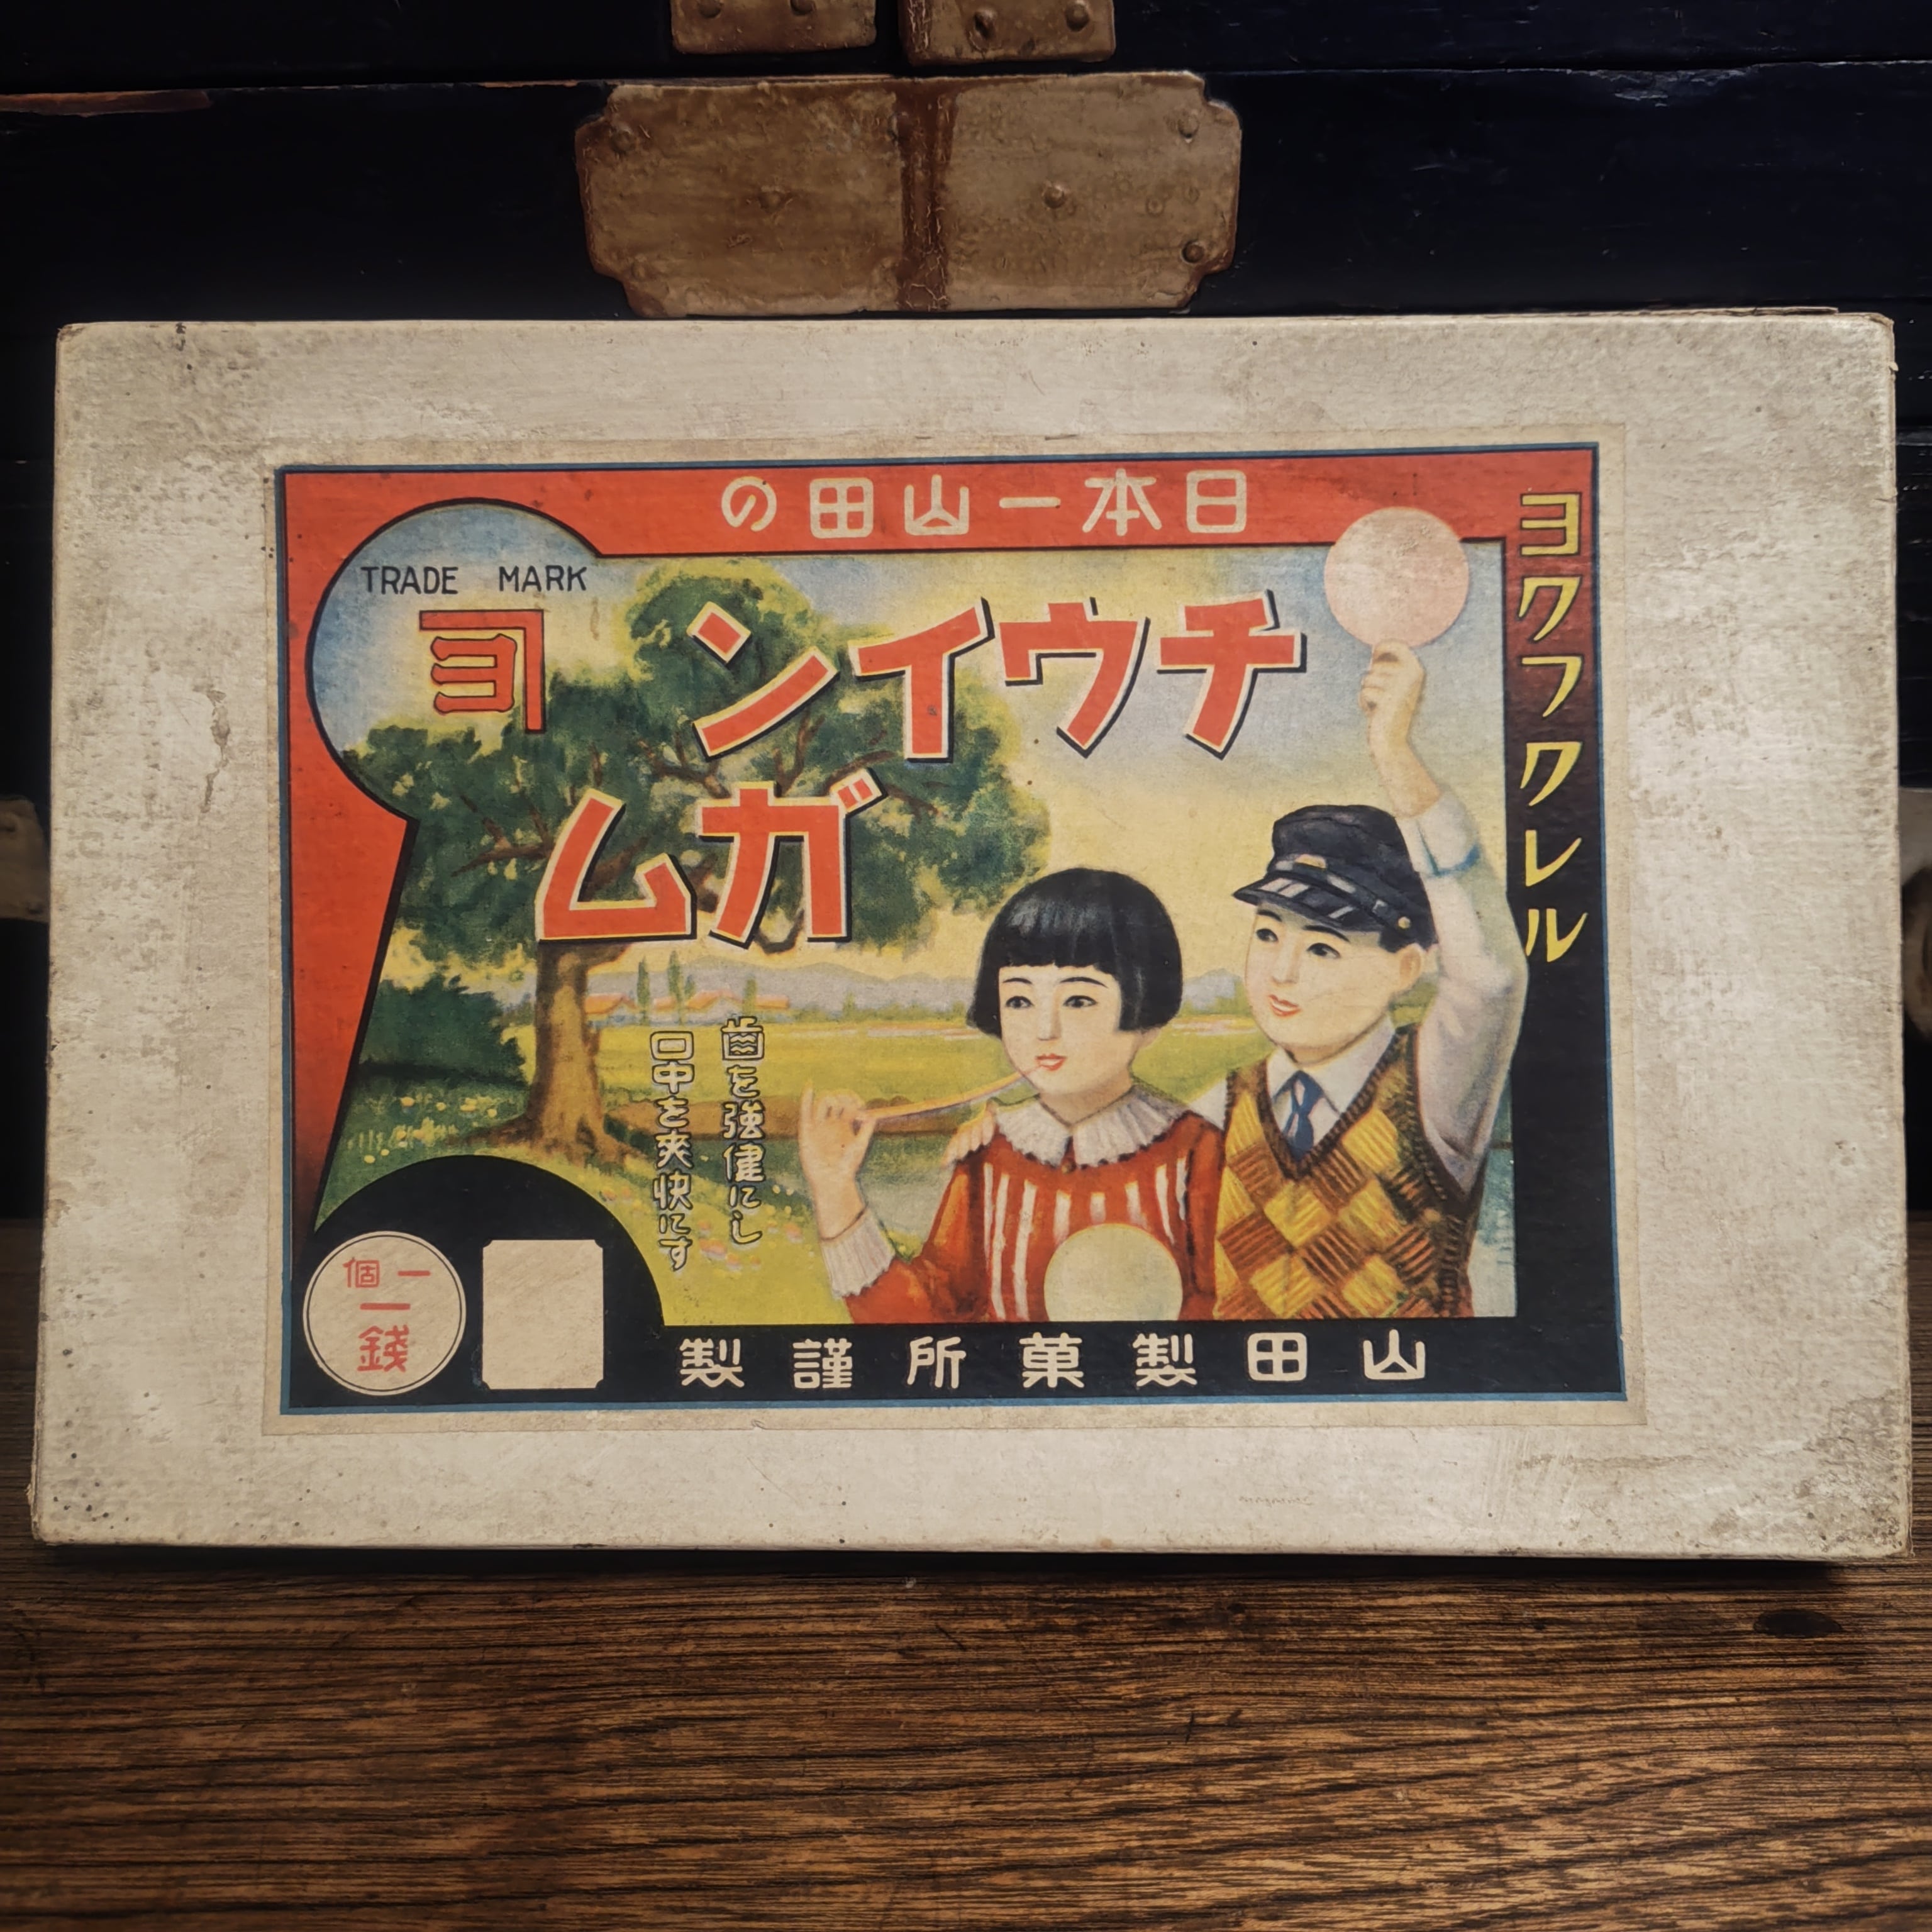 日本一山田の
ヨクフクレル
TRADE MARK
ヨ
チウイン
ガム
歯を強健にし
口中を爽快にす
一個
一錢
山田製菓所謹製